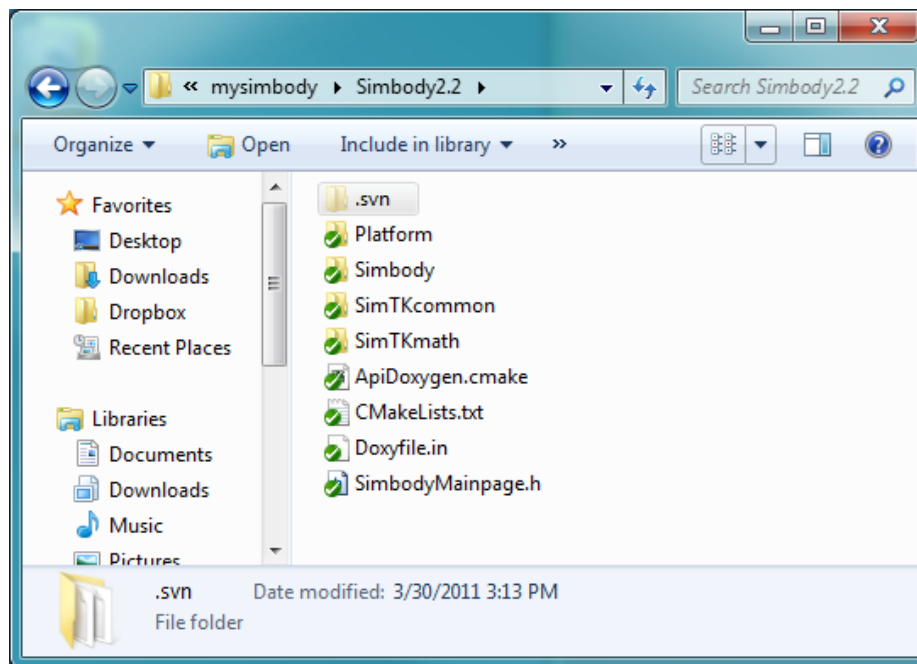 « mysimbody ▸ Simbody2.2 ▸ Search Simbody2.2
Organize ▾ Open Include in library ▾ »
Favorites
Desktop
Downloads
Dropbox
Recent Places
Libraries
Documents
Downloads
Music
Pictures
.svn
Platform
Simbody
SimTKcommon
SimTKmath
ApiDoxygen.cmake
CMakeLists.txt
Doxyfile.in
SimbodyMainpage.h
.svn Date modified: 3/30/2011 3:13 PM
File folder